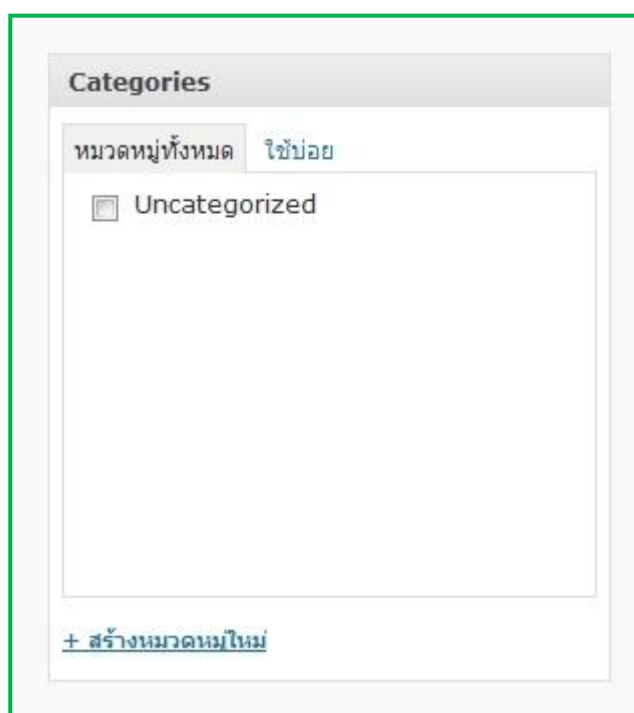 Categories
หมวดหมู่ทั้งหมด ใช้บ่อย
Uncategorized
+ สร้างหมวดหมู่ใหม่